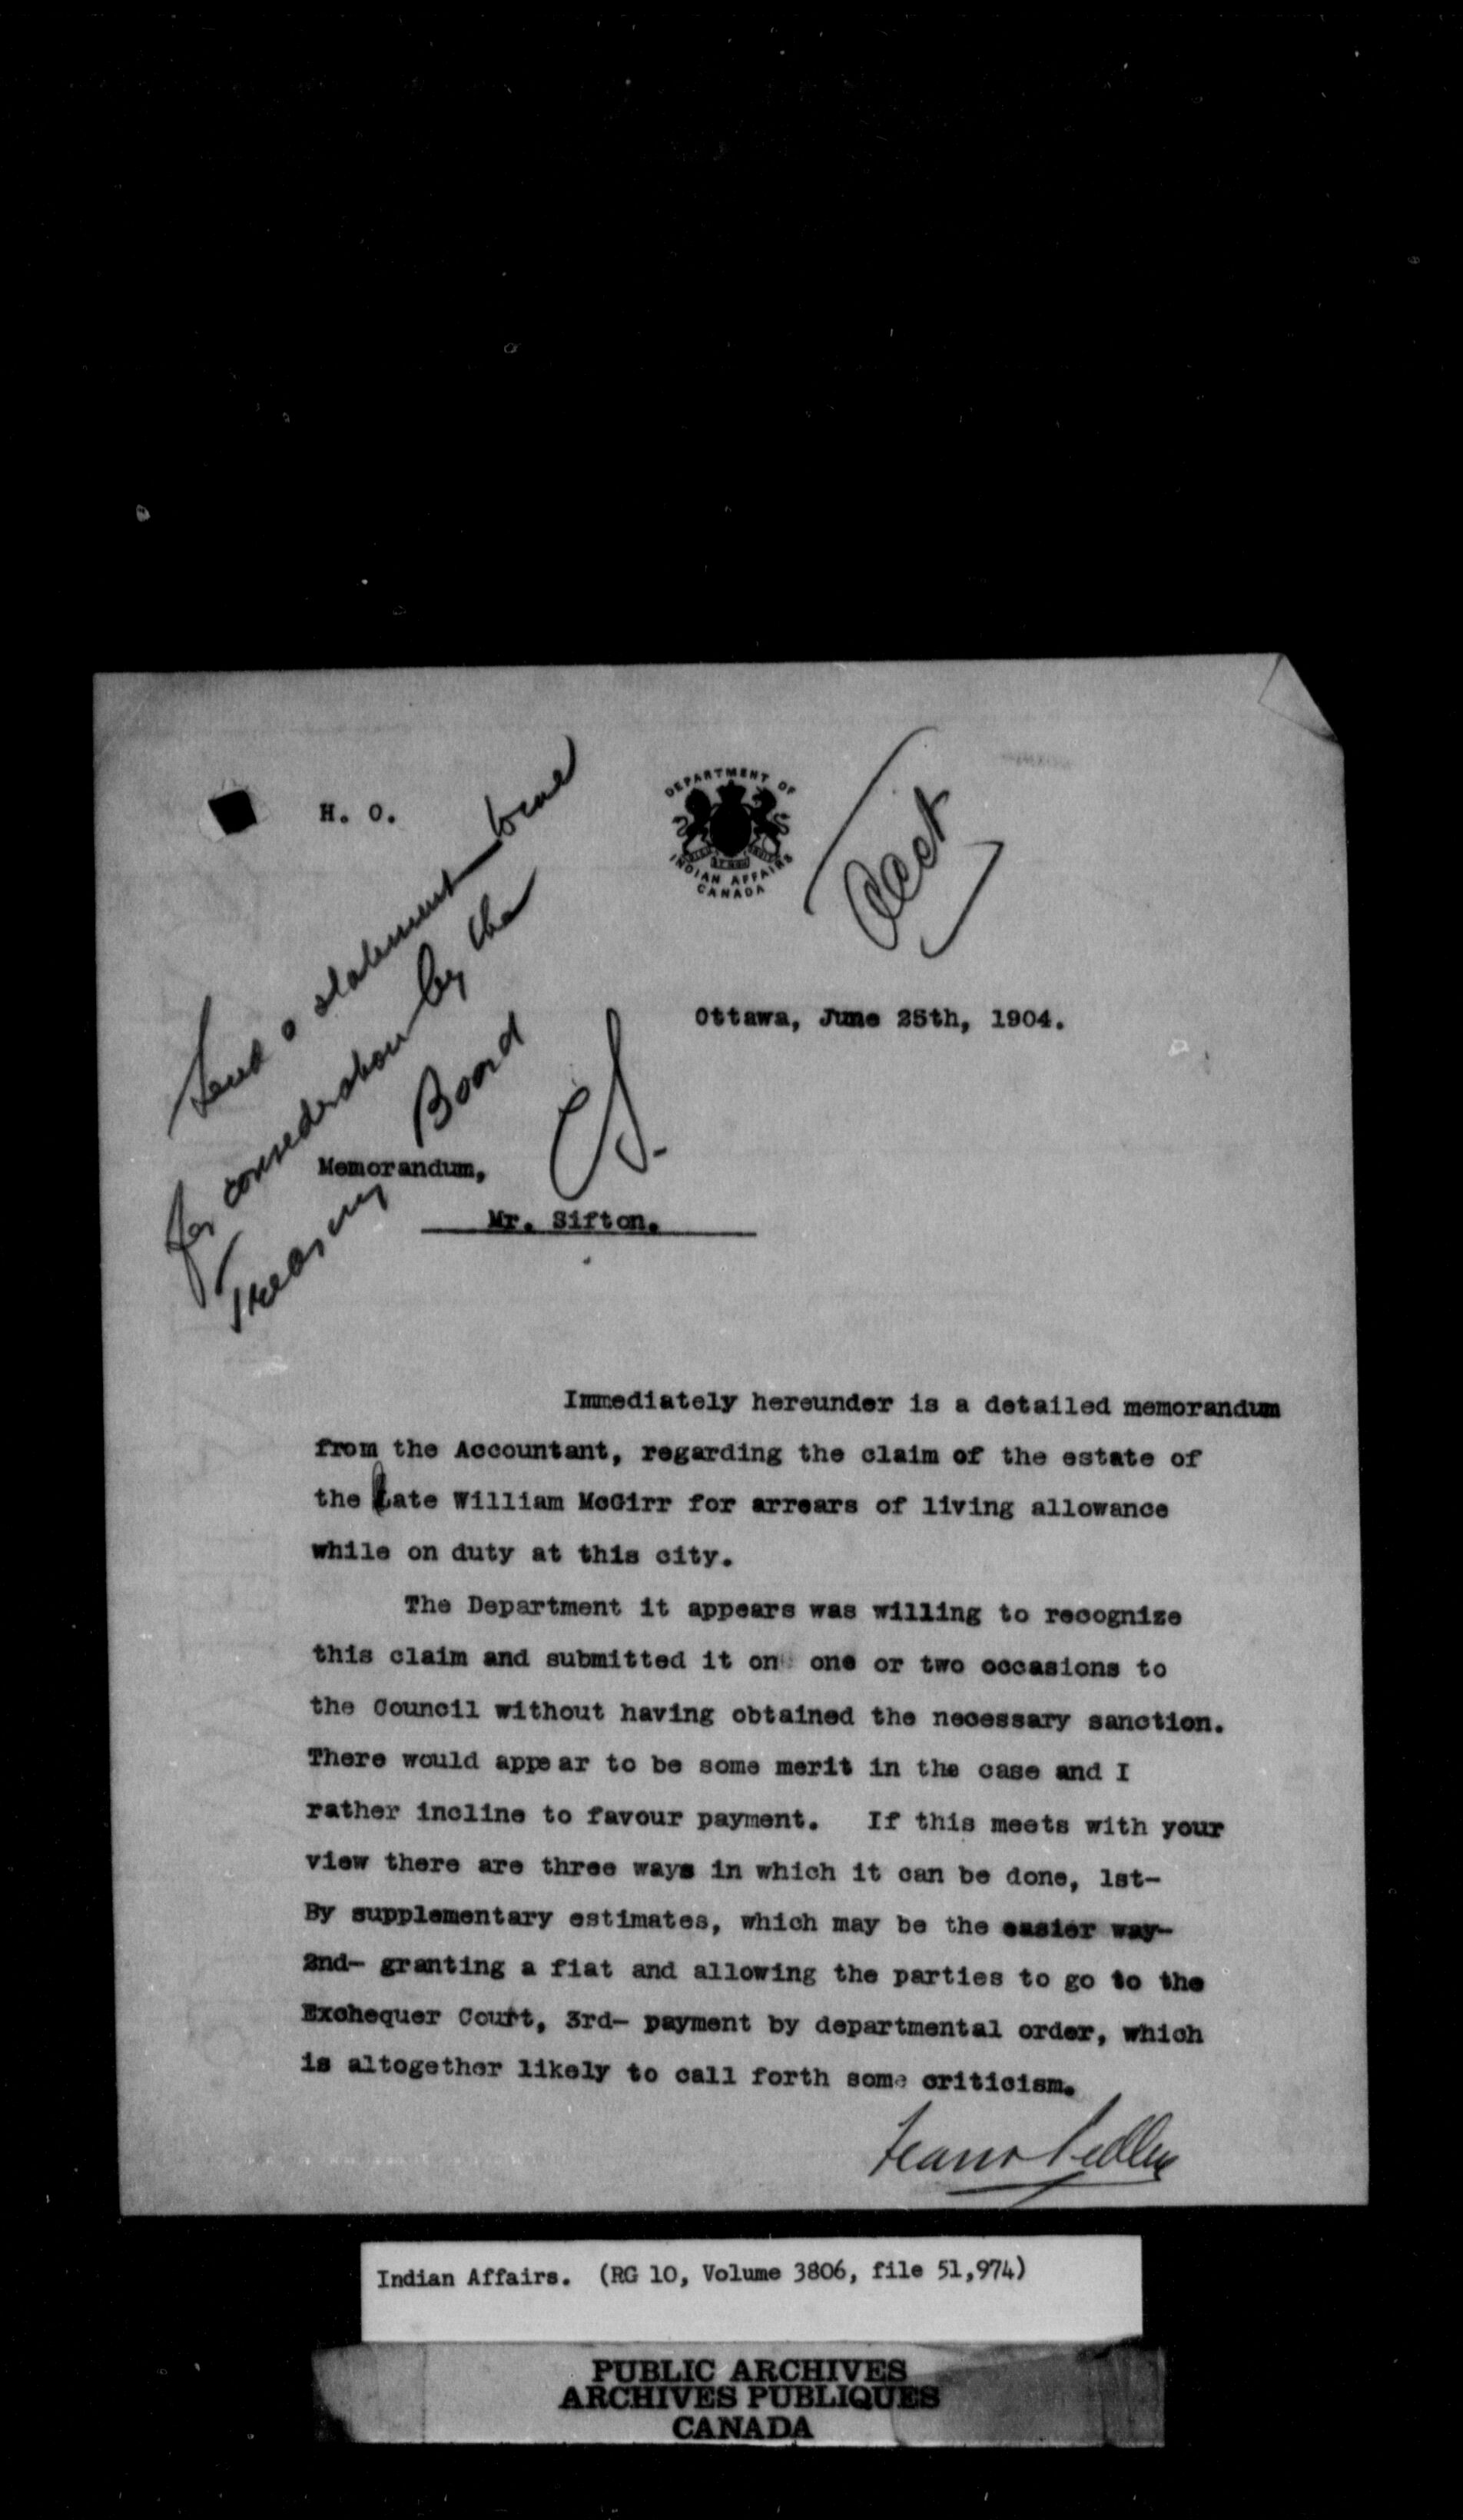 H. O.
DEPARTMENT OF
INDIAN AFFAIRS
CANADA
Acct
Send a statement
for consideration by the
Treasury Board
CS.
Ottawa, June 25th, 1904.
Memorandum,
Mr. Sifton.
Immediately hereunder is a detailed memorandum
from the Accountant, regarding the claim of the estate of
the Late William McGirr for arrears of living allowance
while on duty at this city.
The Department it appears was willing to recognize
this claim and submitted it on one or two occasions to
the Council without having obtained the necessary sanction.
There would appear to be some merit in the case and I
rather incline to favour payment. If this meets with your
view there are three ways in which it can be done, 1st-
By supplementary estimates, which may be the easier way-
2nd- granting a fiat and allowing the parties to go to the
Exchequer Court, 3rd- payment by departmental order, which
is altogether likely to call forth some criticism.
Frank Pedley
Indian Affairs. (RG 10, Volume 3806, file 51,974)
PUBLIC ARCHIVES
ARCHIVES PUBLIQUES
CANADA